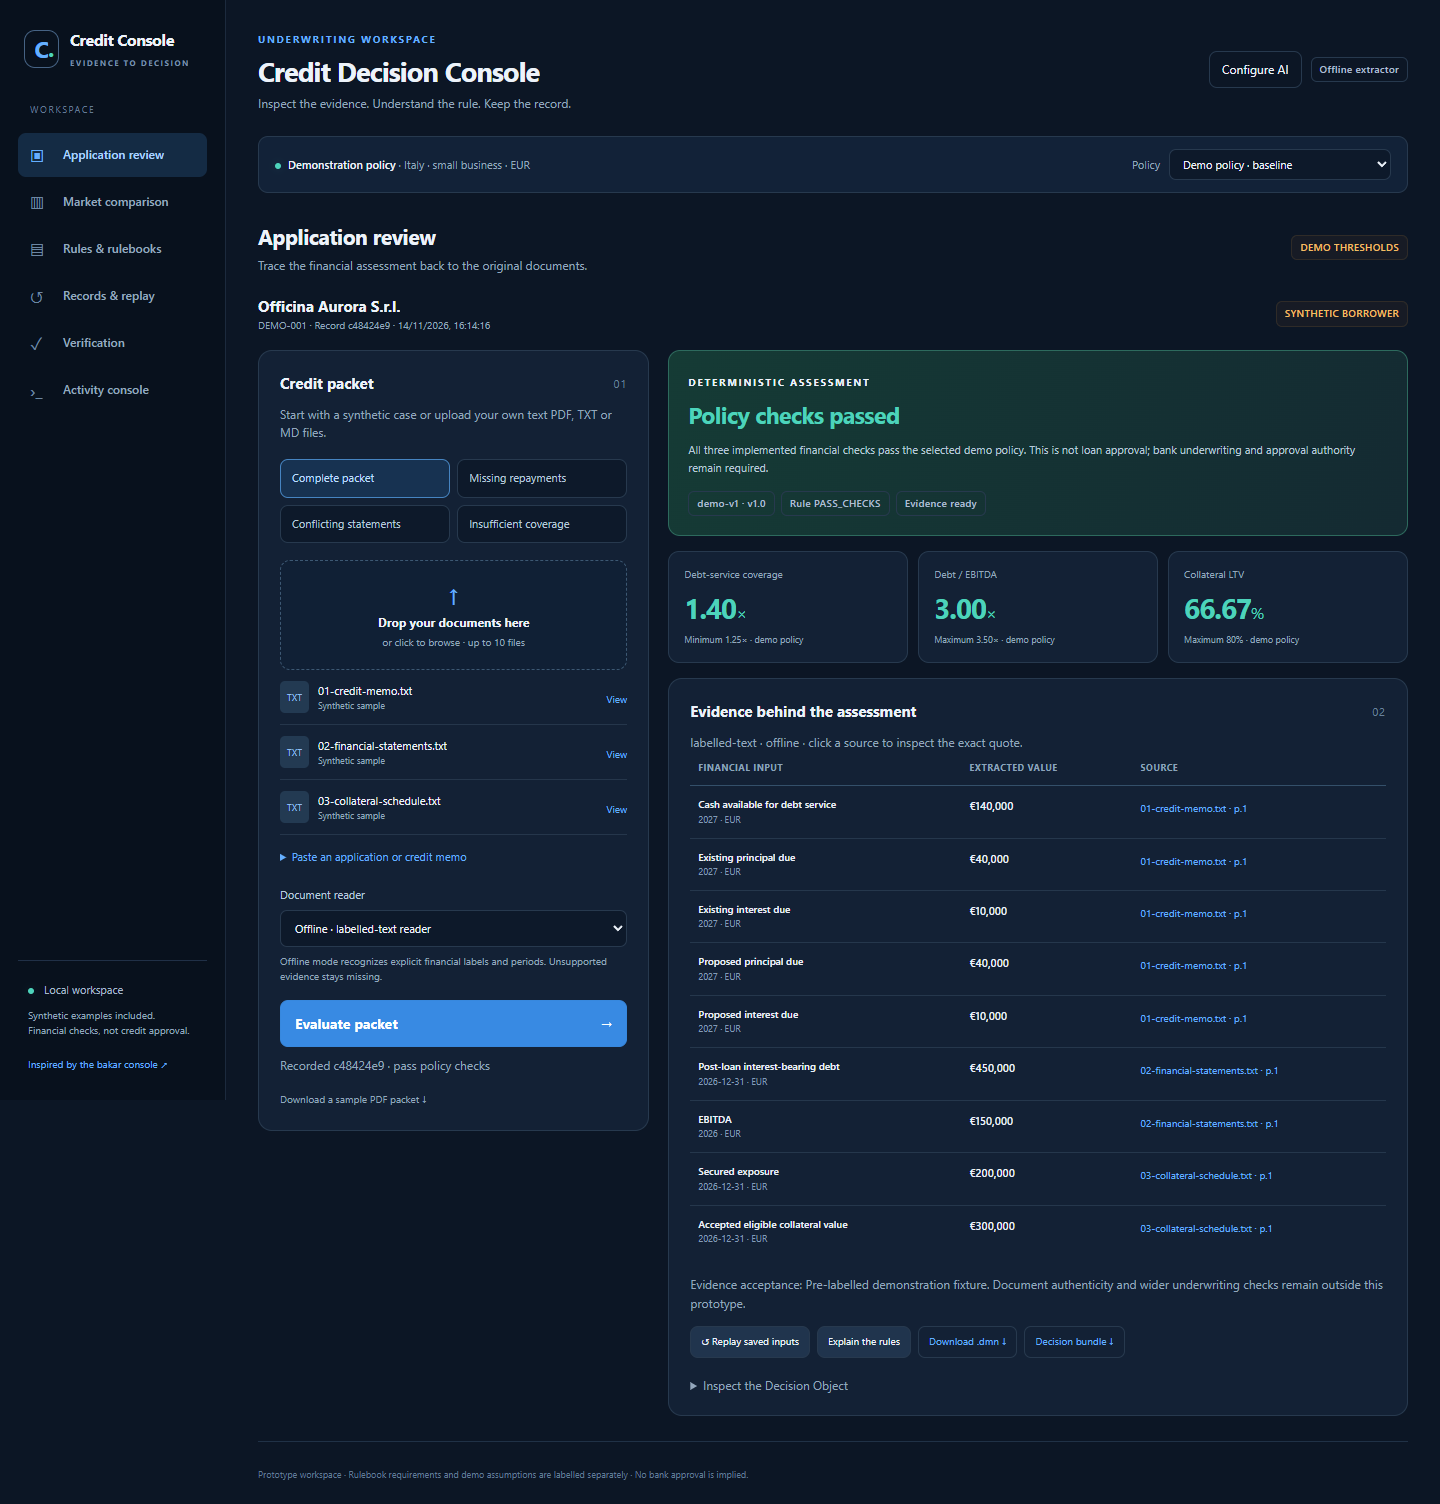 C.
Credit Console
EVIDENCE TO DECISION
WORKSPACE
Application review
Market comparison
Rules & rulebooks
Records & replay
Verification
Activity console
Local workspace
Synthetic examples included.
Financial checks, not credit approval.
Inspired by the bakar console ↗
UNDERWRITING WORKSPACE
Credit Decision Console
Inspect the evidence. Understand the rule. Keep the record.
Configure AI
Offline extractor
Demonstration policy · Italy · small business · EUR
Policy
Demo policy · baseline
Application review
Trace the financial assessment back to the original documents.
DEMO THRESHOLDS
Officina Aurora S.r.l.
DEMO-001 · Record c48424e9 · 14/11/2026, 16:14:16
SYNTHETIC BORROWER
Credit packet
01
Start with a synthetic case or upload your own text PDF, TXT or
MD files.
Complete packet
Missing repayments
Conflicting statements
Insufficient coverage
↑
Drop your documents here
or click to browse · up to 10 files
TXT
01-credit-memo.txt
Synthetic sample
View
TXT
02-financial-statements.txt
Synthetic sample
View
TXT
03-collateral-schedule.txt
Synthetic sample
View
▶ Paste an application or credit memo
Document reader
Offline · labelled-text reader
Offline mode recognizes explicit financial labels and periods. Unsupported
evidence stays missing.
Evaluate packet →
Recorded c48424e9 · pass policy checks
Download a sample PDF packet ↓
DETERMINISTIC ASSESSMENT
Policy checks passed
All three implemented financial checks pass the selected demo policy. This is not loan approval; bank underwriting and approval authority
remain required.
demo-v1 · v1.0
Rule PASS_CHECKS
Evidence ready
Debt-service coverage
1.40×
Minimum 1.25× · demo policy
Debt / EBITDA
3.00×
Maximum 3.50× · demo policy
Collateral LTV
66.67%
Maximum 80% · demo policy
Evidence behind the assessment
02
labelled-text · offline · click a source to inspect the exact quote.
FINANCIAL INPUT EXTRACTED VALUE SOURCE
Cash available for debt service €140,000 01-credit-memo.txt · p.1
2027 · EUR
Existing principal due €40,000 01-credit-memo.txt · p.1
2027 · EUR
Existing interest due €10,000 01-credit-memo.txt · p.1
2027 · EUR
Proposed principal due €40,000 01-credit-memo.txt · p.1
2027 · EUR
Proposed interest due €10,000 01-credit-memo.txt · p.1
2027 · EUR
Post-loan interest-bearing debt €450,000 02-financial-statements.txt · p.1
2026-12-31 · EUR
EBITDA €150,000 02-financial-statements.txt · p.1
2026 · EUR
Secured exposure €200,000 03-collateral-schedule.txt · p.1
2026-12-31 · EUR
Accepted eligible collateral value €300,000 03-collateral-schedule.txt · p.1
2026-12-31 · EUR
Evidence acceptance: Pre-labelled demonstration fixture. Document authenticity and wider underwriting checks remain outside this
prototype.
↺ Replay saved inputs
Explain the rules
Download .dmn ↓
Decision bundle ↓
▶ Inspect the Decision Object
Prototype workspace · Rulebook requirements and demo assumptions are labelled separately · No bank approval is implied.